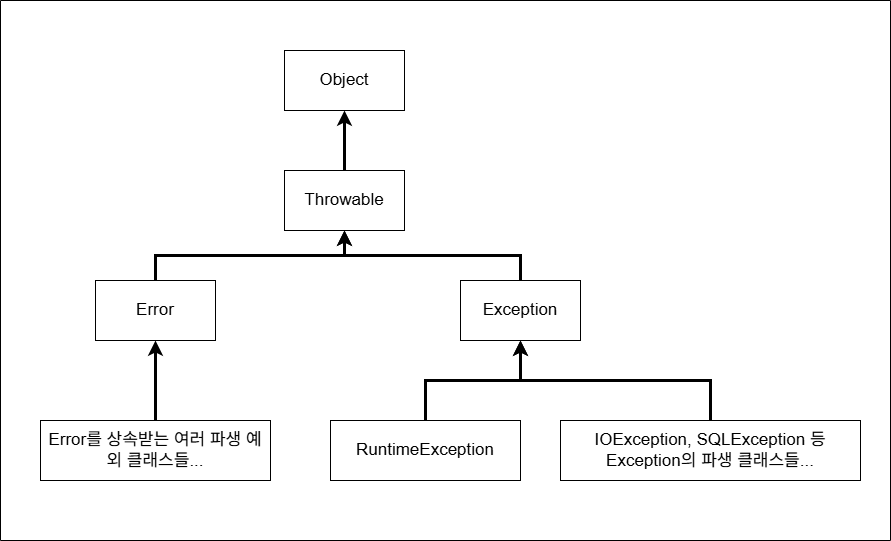 Object
Throwable
Error
Exception
Error를 상속받는 여러 파생 예
외 클래스들...
RuntimeException
IOException, SQLException 등
Exception의 파생 클래스들...